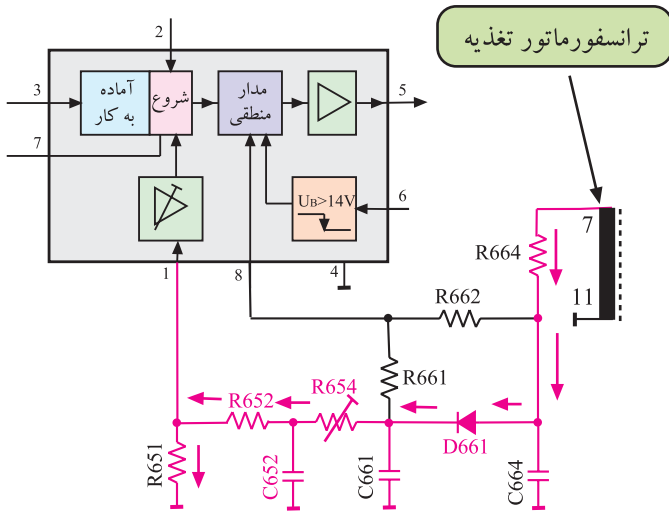 ترانسفورماتور تغذیه
2
3
آماده
به کار
شروع
مدار
منطقی
5
7
UB>14V
6
1
8
4
7
R664
11
R662
R661
R654
R652
D661
R651
C652
C661
C664